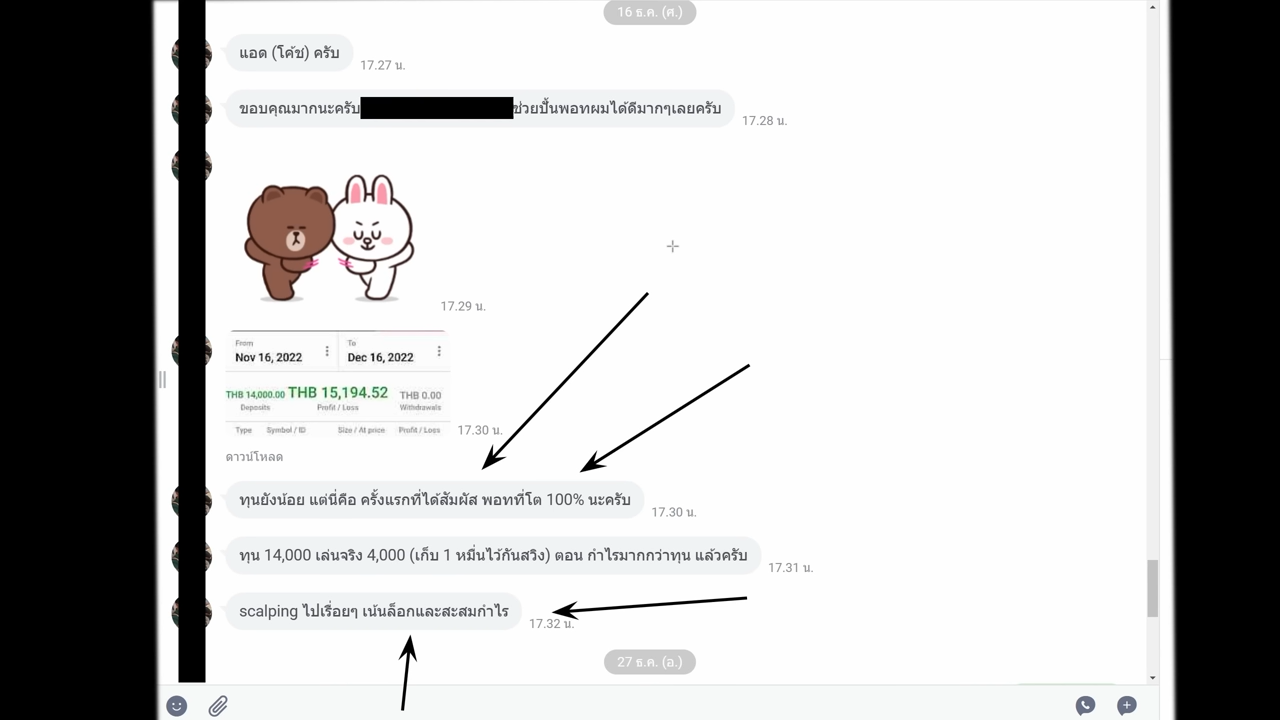 16 ธ.ค. (ศ.)
แอด (โค้ช) ครับ
17.27 น.
ขอบคุณมากนะครับ
ช่วยปั้นพอทผมได้ดีมากๆเลยครับ
17.28 น.
17.29 น.
From
To
Nov 16, 2022
Dec 16, 2022
THB 14,000.00 THB 15,194.52 THB 0.00
Deposits Profit / Loss Withdrawals
Type Symbol / ID Size / At price Profit / Loss
17.30 น.
ดาวน์โหลด
ทุนยังน้อย แต่นี่คือ ครั้งแรกที่ได้สัมผัส พอทที่โต 100% นะครับ
17.30 น.
ทุน 14,000 เล่นจริง 4,000 (เก็บ 1 หมื่นไว้กันสวิง) ตอน กำไรมากกว่าทุน แล้วครับ
17.31 น.
scalping ไปเรื่อยๆ เน้นล็อกและสะสมกำไร
17.32 น.
27 ธ.ค. (อ.)